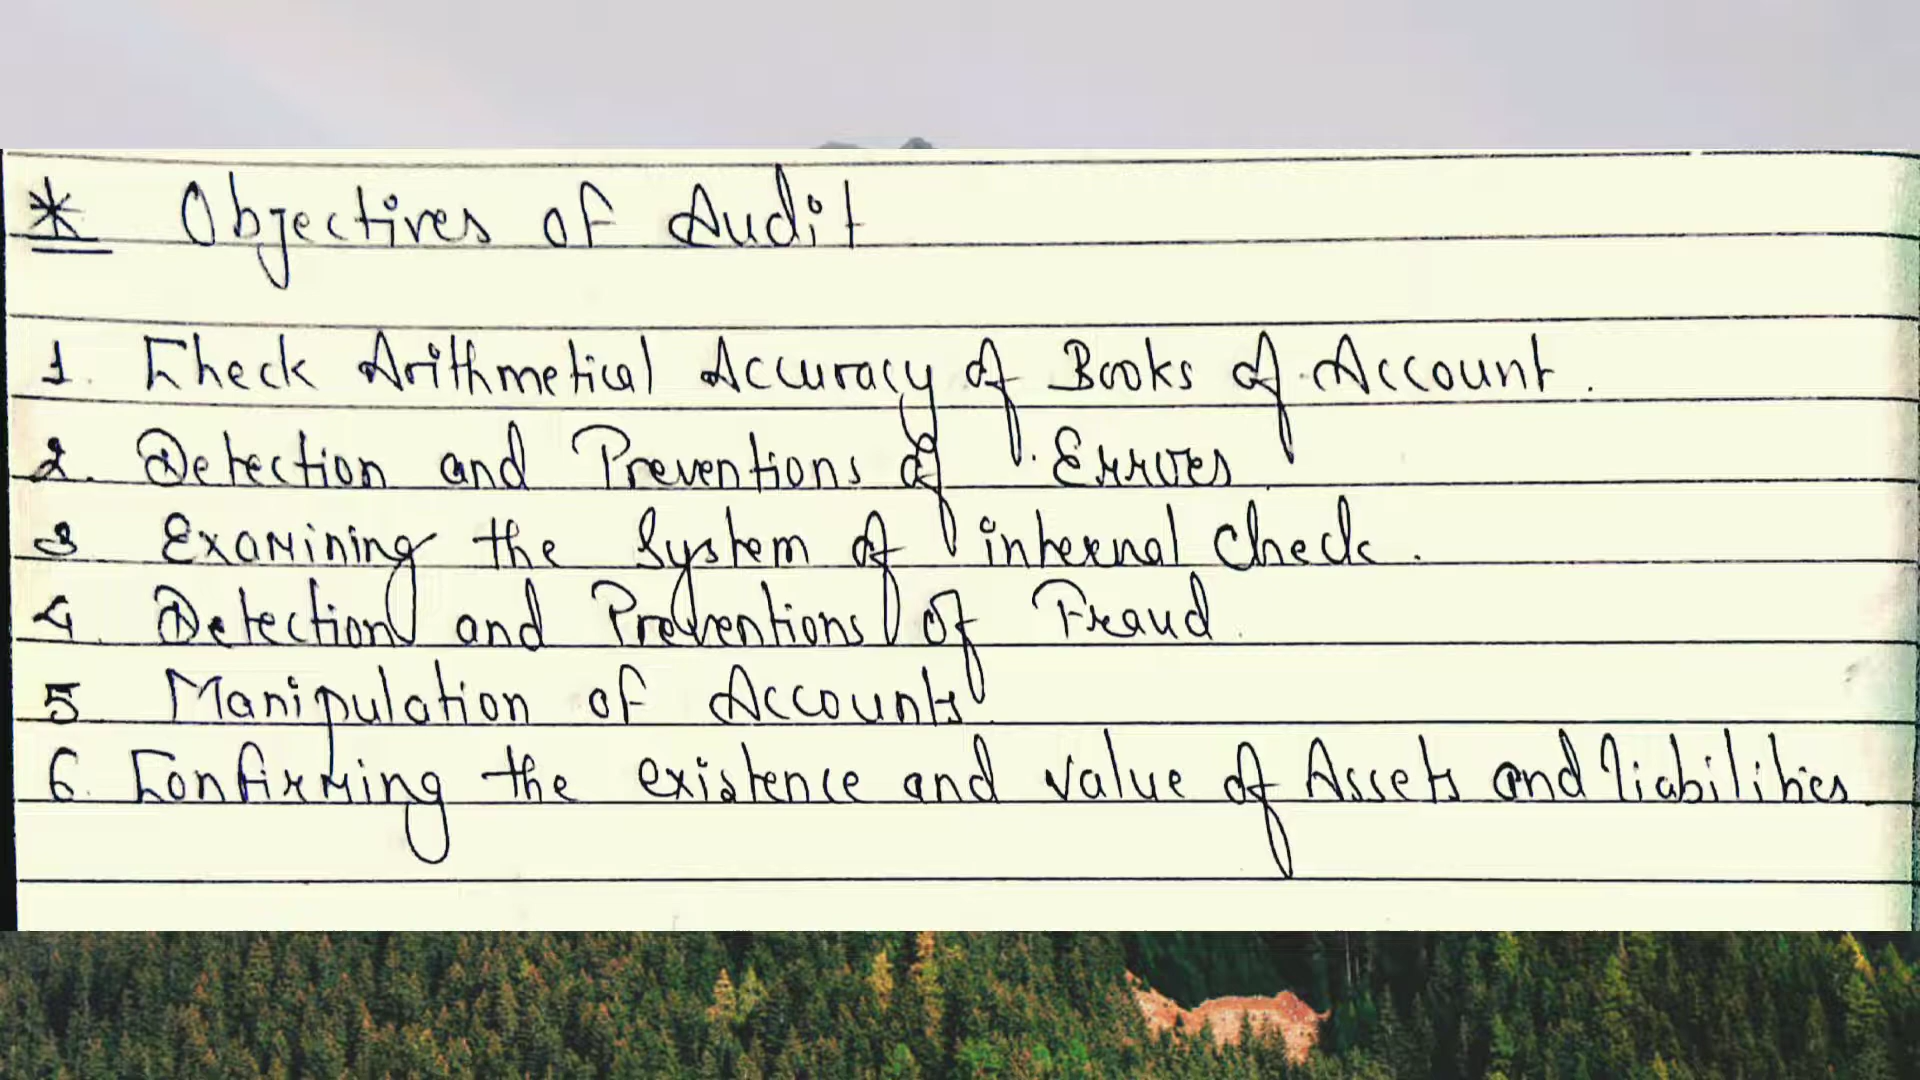 * Objectives of Audit
1. Check Arithmetical Accuracy of Books of Account.
2. Detection and Preventions of Errors
3 Examining the System of internal check.
4. Detection and Preventions of Fraud.
5 Manipulation of Accounts.
6. Confirming the existence and value of Assets and liabilities.